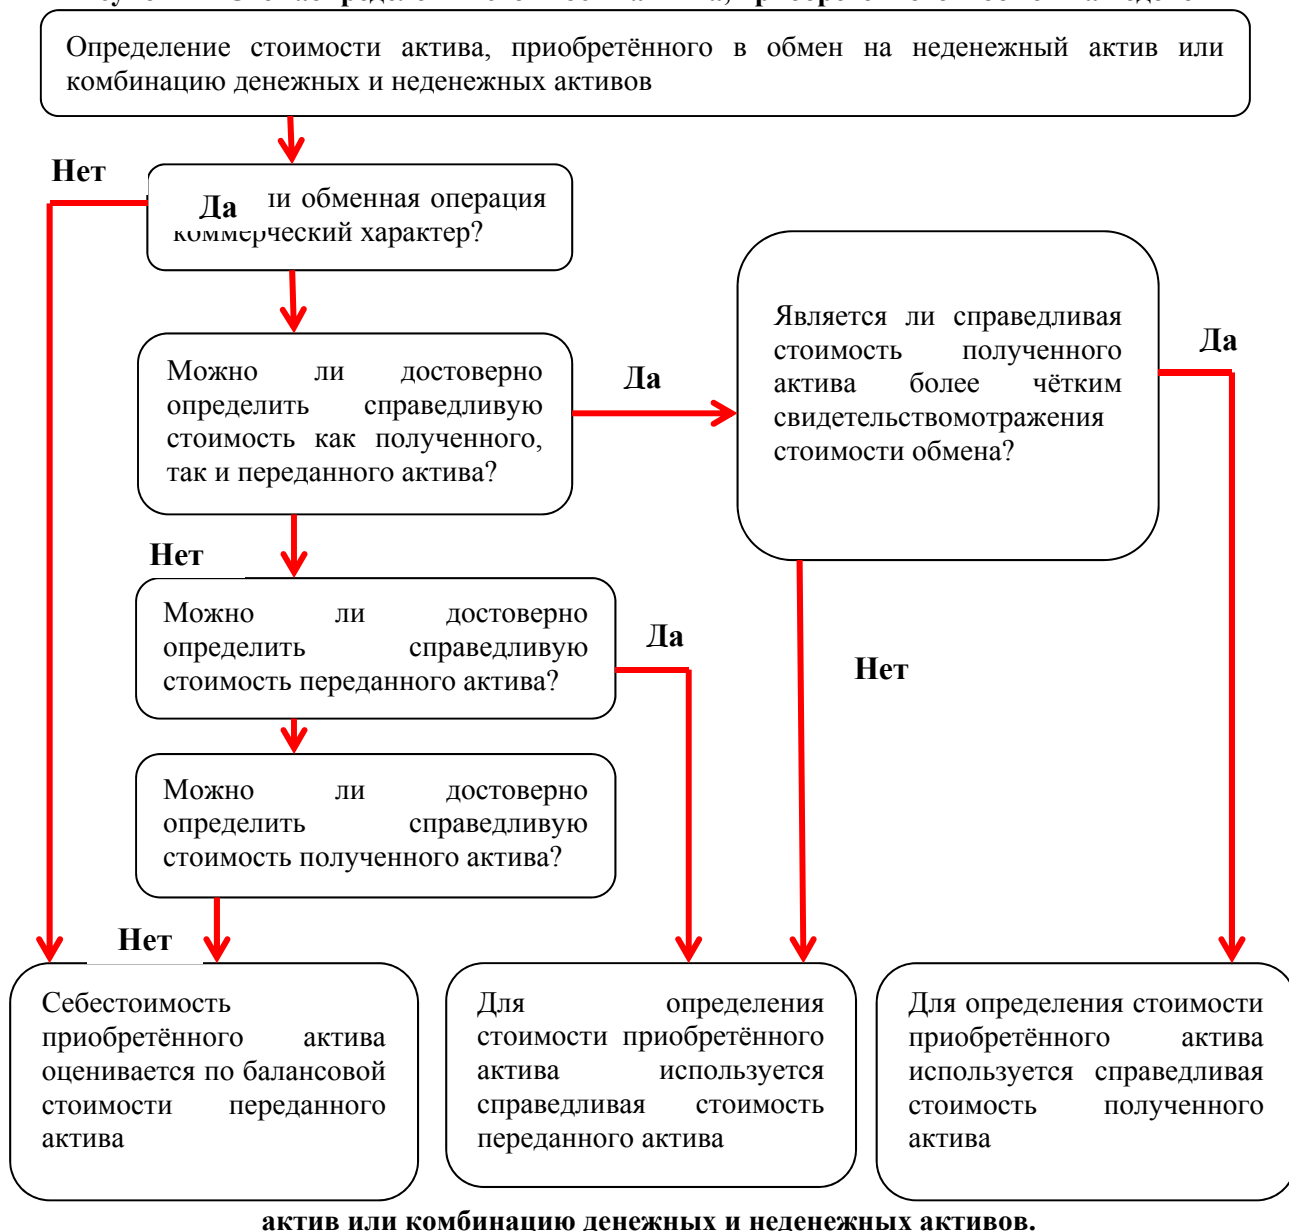 Определение стоимости актива, приобретённого в обмен на неденежный актив или
комбинацию денежных и неденежных активов
Нет
Да
обменная операция
коммерческий характер?
Можно ли достоверно
определить справедливую
стоимость как полученного,
так и переданного актива?
Да
Является ли справедливая
стоимость полученного
актива более чётким
свидетельствомотражения
стоимости обмена?
Да
Нет
Можно ли достоверно
определить справедливую
стоимость переданного актива?
Да
Нет
Можно ли достоверно
определить справедливую
стоимость полученного актива?
Нет
Себестоимость
приобретённого актива
оценивается по балансовой
стоимости переданного
актива
Для определения
стоимости приобретённого
актива используется
справедливая стоимость
переданного актива
Для определения стоимости
приобретённого актива
используется справедливая
стоимость полученного
актива
актив или комбинацию денежных и неденежных активов.